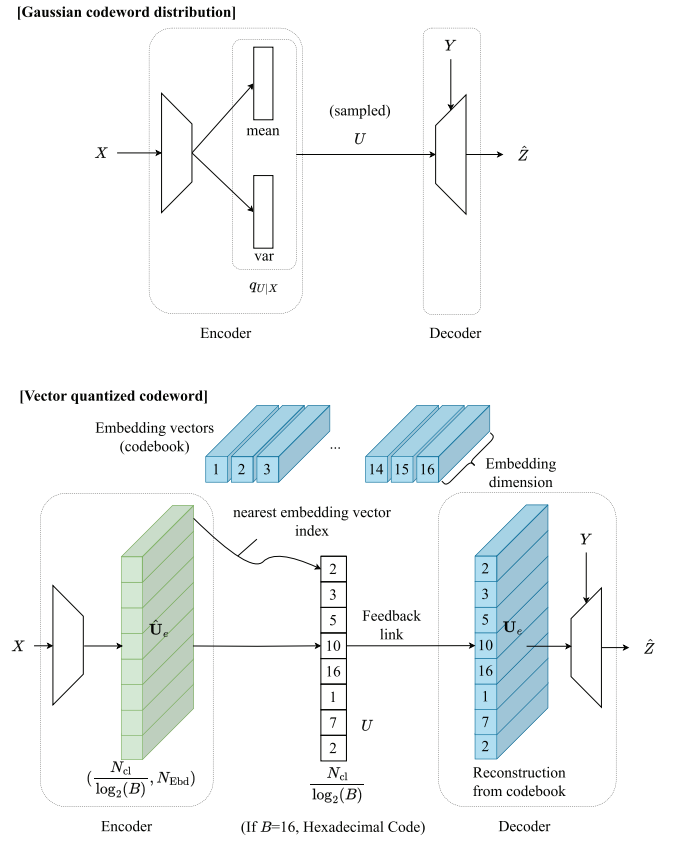 [Gaussian codeword distribution]
Y
(sampled)
mean
X
U
Ẑ
var
q_{U|X}
Encoder
Decoder
[Vector quantized codeword]
Embedding vectors
(codebook)
1 2 3 ... 14 15 16
Embedding
dimension
nearest embedding vector
index
Y
2
3
5
10
16
1
7
2
Feedback
link
2
3
5
10
16
1
7
2
X
Û_e
U_e
Ẑ
U
(N_cl/log₂(B), N_Ebd)
N_cl/log₂(B)
Reconstruction
from codebook
Encoder
(If B=16, Hexadecimal Code)
Decoder